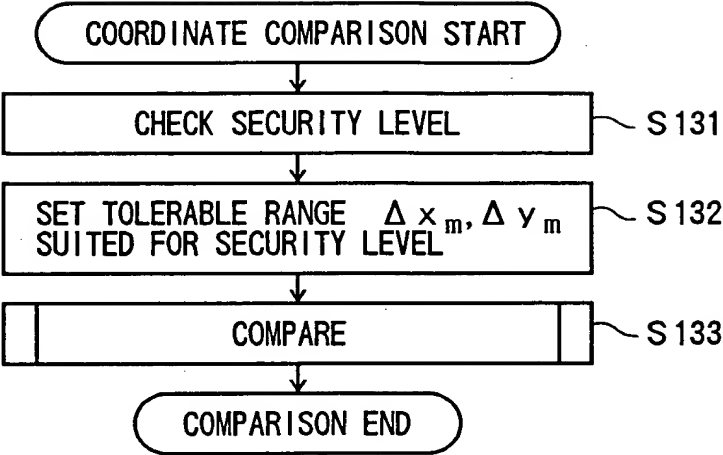 COORDINATE COMPARISON START
CHECK SECURITY LEVEL
S131
SET TOLERABLE RANGE Δxm, Δym
SUITED FOR SECURITY LEVEL
S132
COMPARE
S133
COMPARISON END